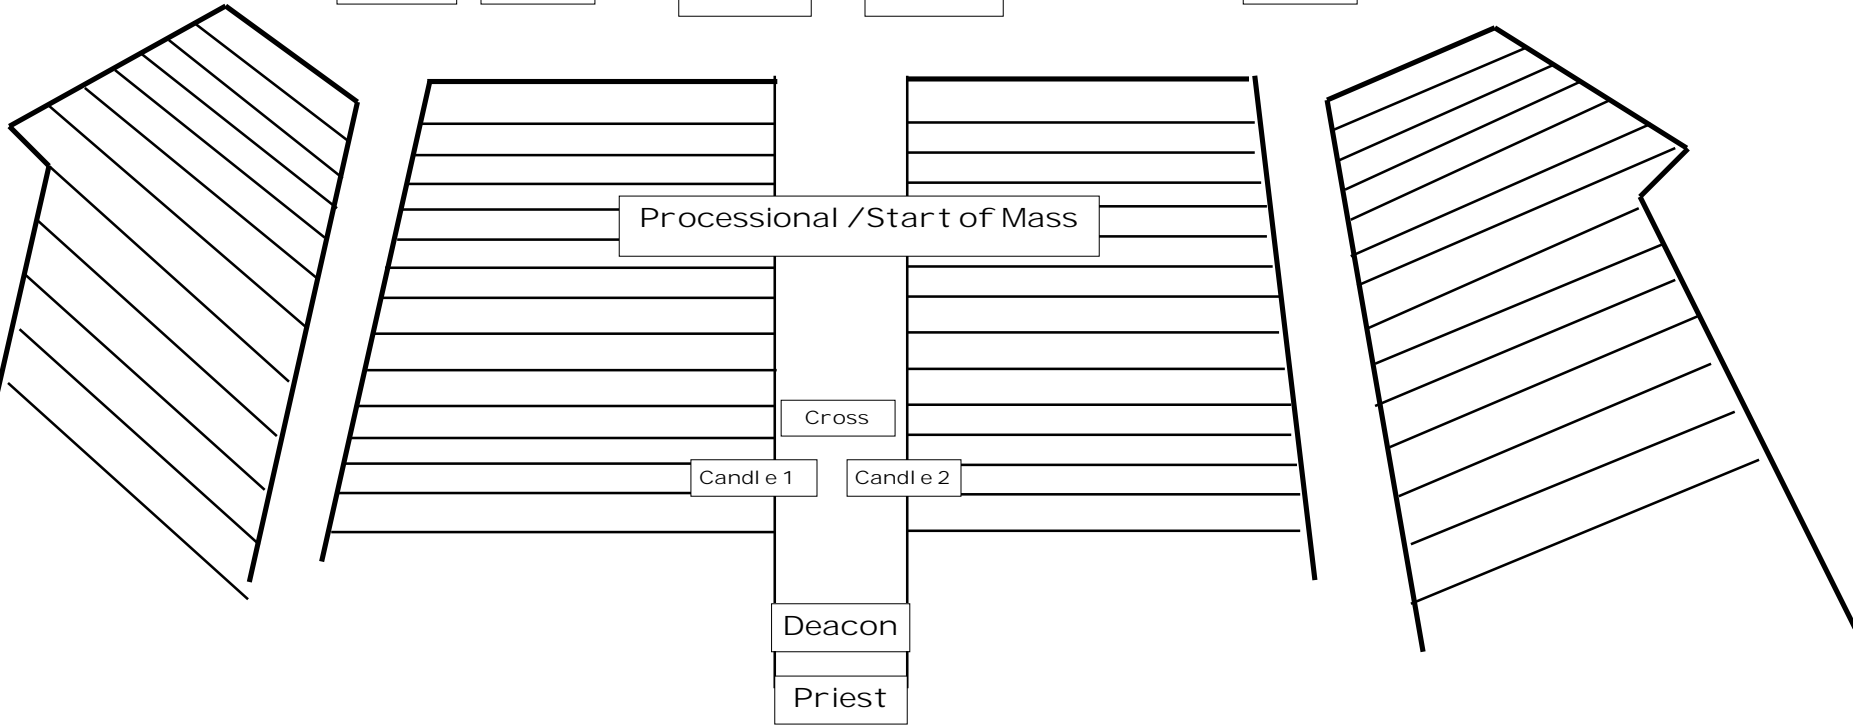 Processional /Start of Mass
Cross
Candle 1 Candle 2
Deacon
Priest